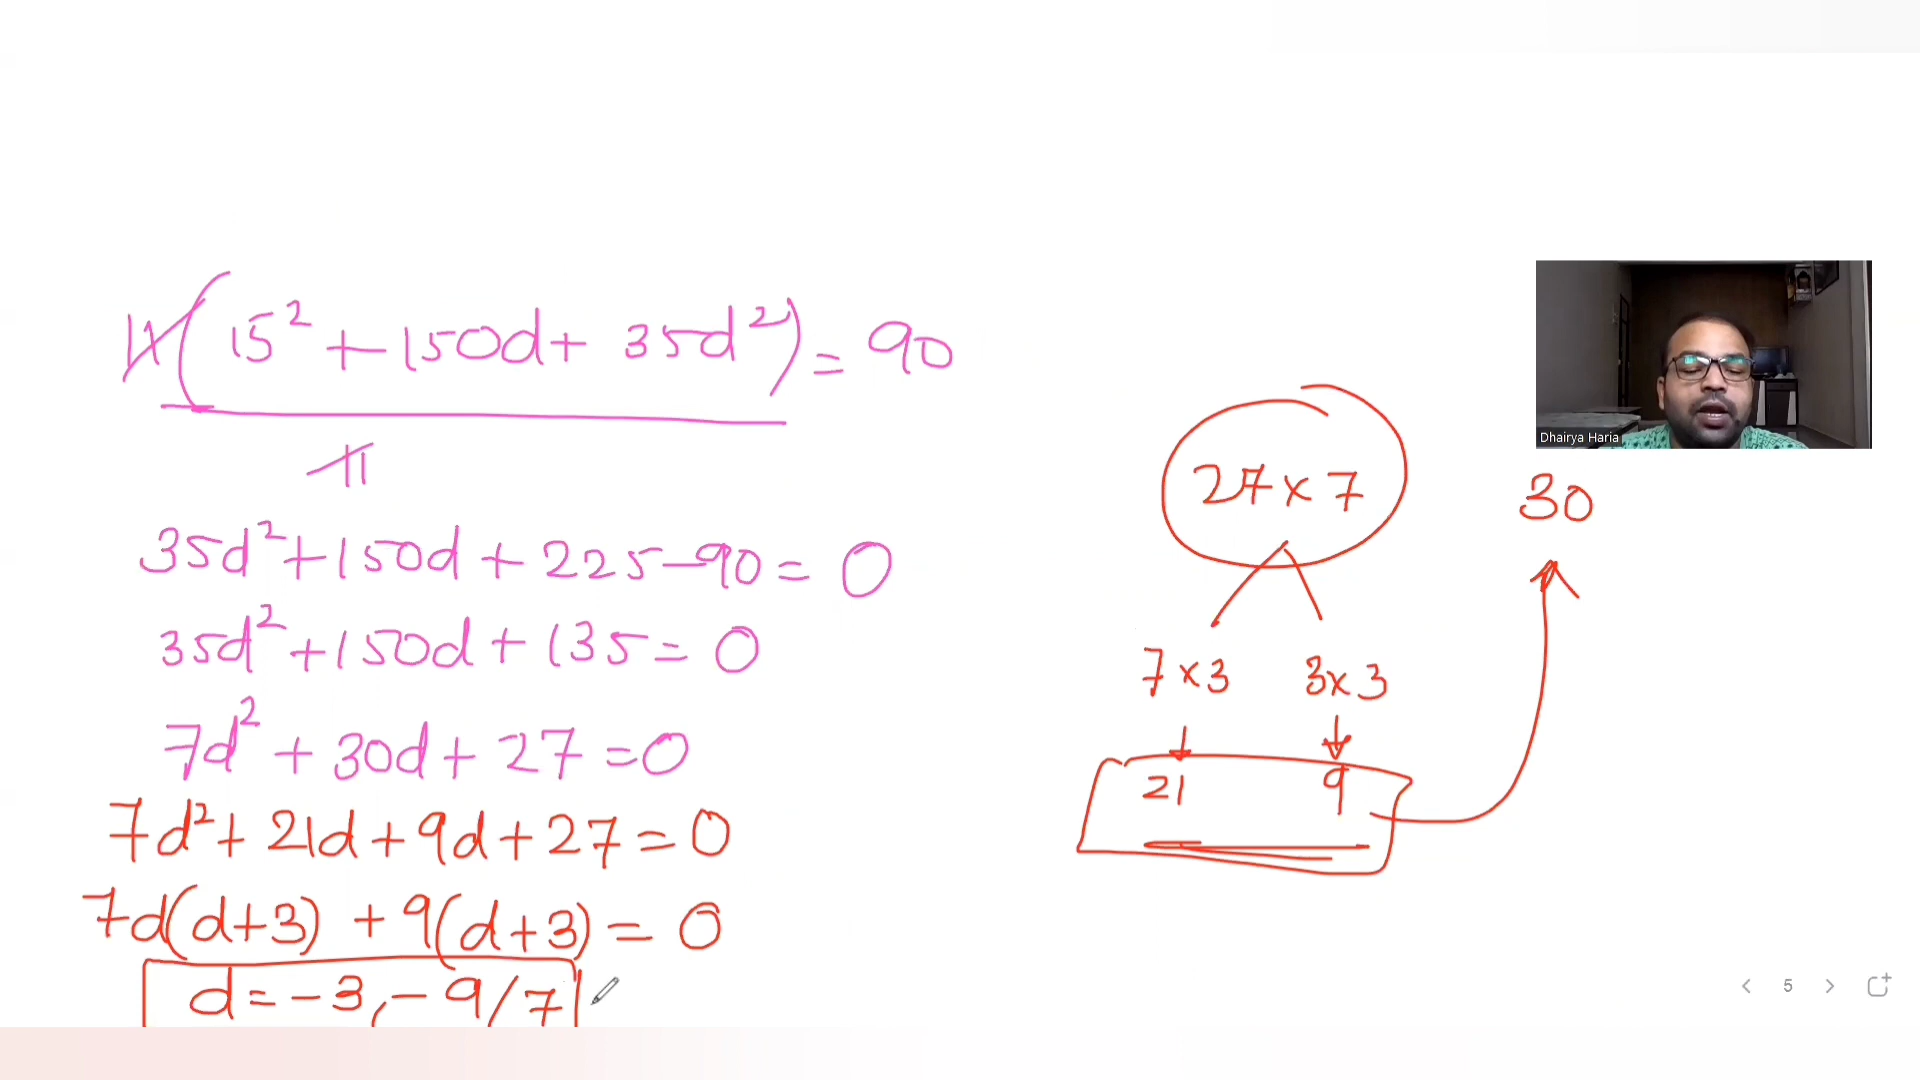 11(15² + 150d + 35d²) = 90
11
35d² + 150d + 225 - 90 = 0
35d² + 150d + 135 = 0
7d² + 30d + 27 = 0
7d² + 21d + 9d + 27 = 0
7d(d+3) + 9(d+3) = 0
d = -3, -9/7
27 x 7
30
7 x 3 3 x 3
21 9
Dhairya Haria
< 5 >